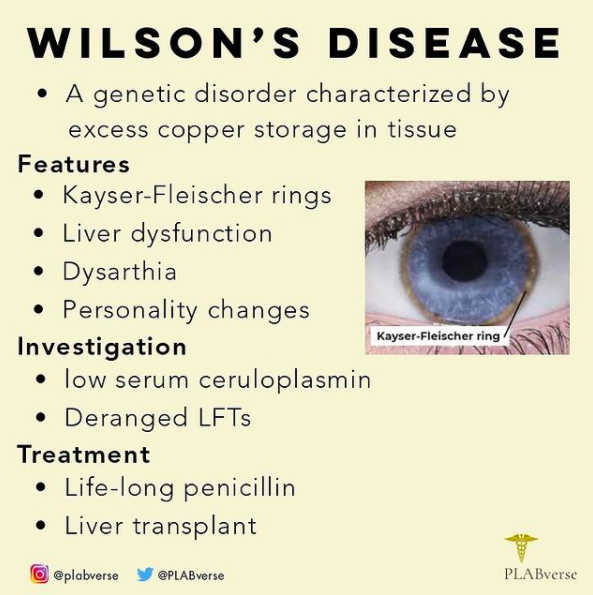 WILSON'S DISEASE
• A genetic disorder characterized by
excess copper storage in tissue
Features
• Kayser-Fleischer rings
• Liver dysfunction
• Dysarthia
• Personality changes
Kayser-Fleischer ring
Investigation
• low serum ceruloplasmin
• Deranged LFTs
Treatment
• Life-long penicillin
• Liver transplant
@plabverse @PLABverse
PLABverse